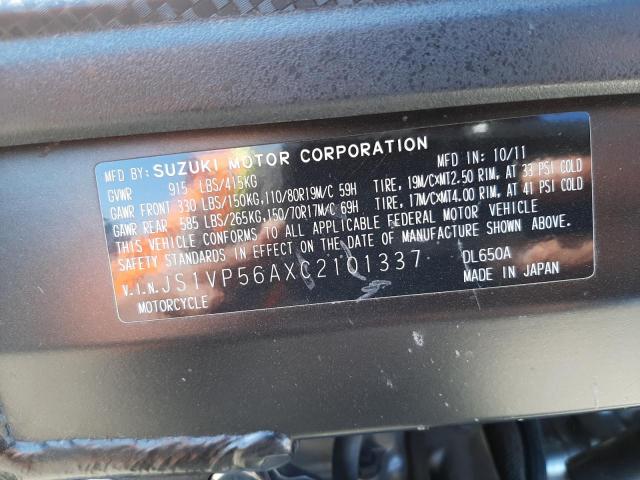 MFD BY: SUZUKI MOTOR CORPORATION MFD IN: 10/11
GVWR 915 LBS/415KG
GAWR FRONT 330 LBS/150KG,110/80R19M/C 59H TIRE, 19M/CXMT2.50 RIM, AT 33 PSI COLD
GAWR REAR 585 LBS/265KG,150/70R17M/C 69H TIRE, 17M/CXMT4.00 RIM, AT 41 PSI COLD
THIS VEHICLE CONFORMS TO ALL APPLICABLE FEDERAL MOTOR VEHICLE
SAFETY STANDARDS IN EFFECT ON THE DATE OF MANUFACTURE SHOWN ABOVE.
V.I.N. JS1VP56AXC2101337 DL650A
MOTORCYCLE MADE IN JAPAN